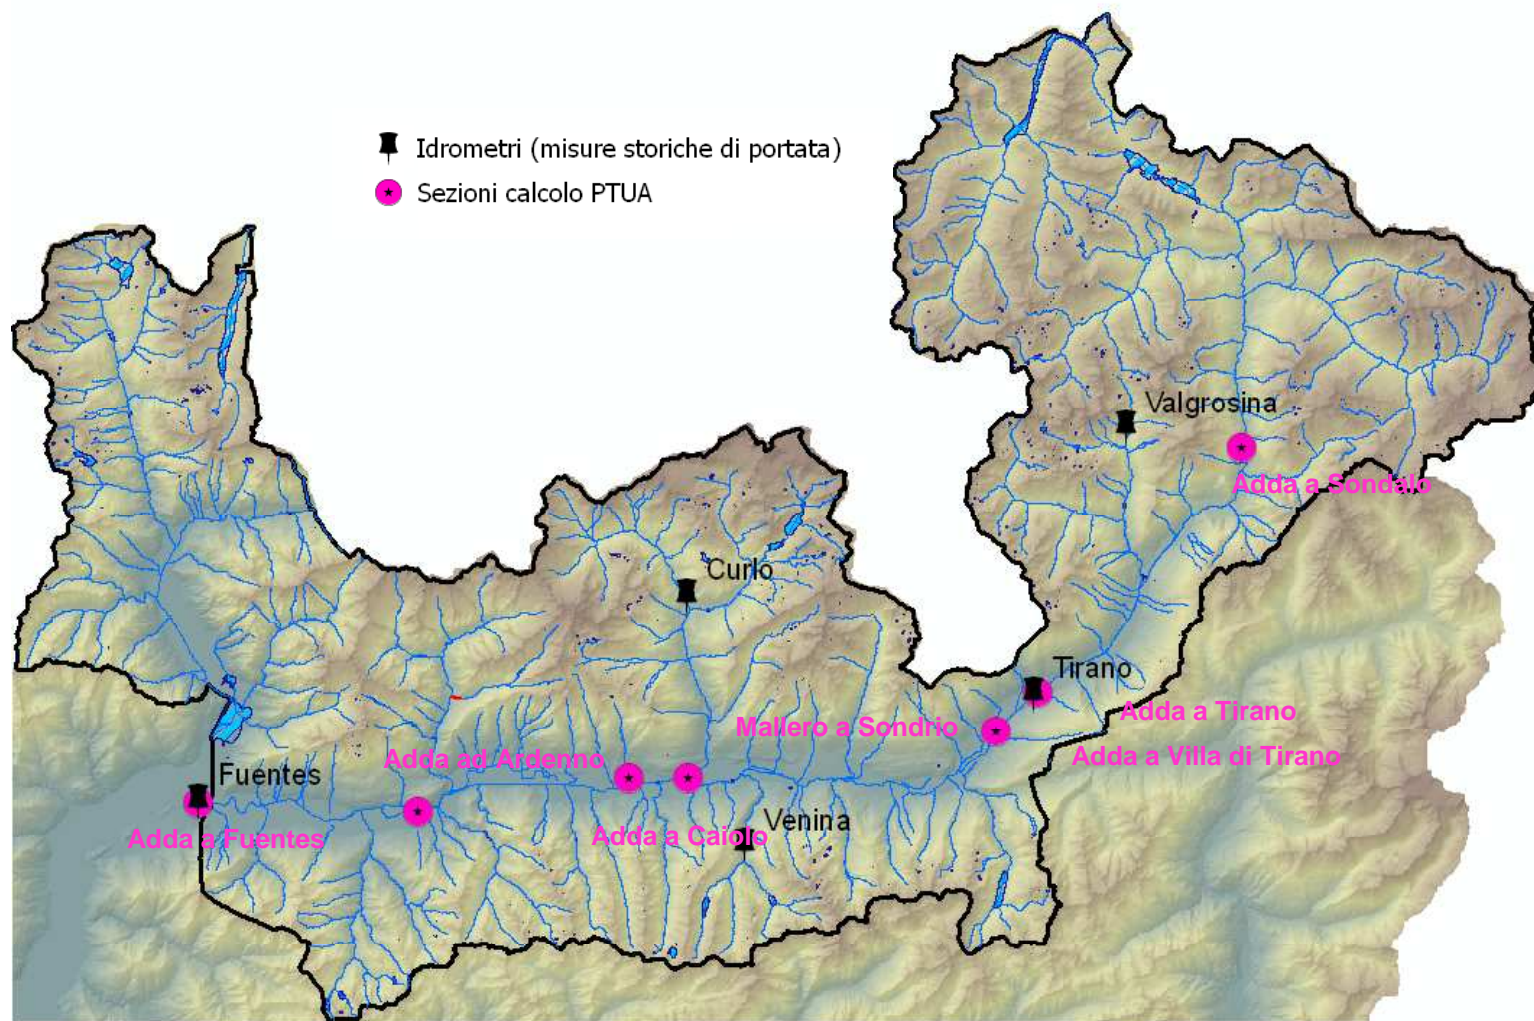 Idrometri (misure storiche di portata)
Sezioni calcolo PTUA
Valgrosina
Adda a Sondalo
Curlo
Tirano
Adda a Tirano
Mallero a Sondrio
Adda a Villa di Tirano
Adda ad Ardenno
Fuentes
Adda a Fuentes
Adda a Caiolo
Venina